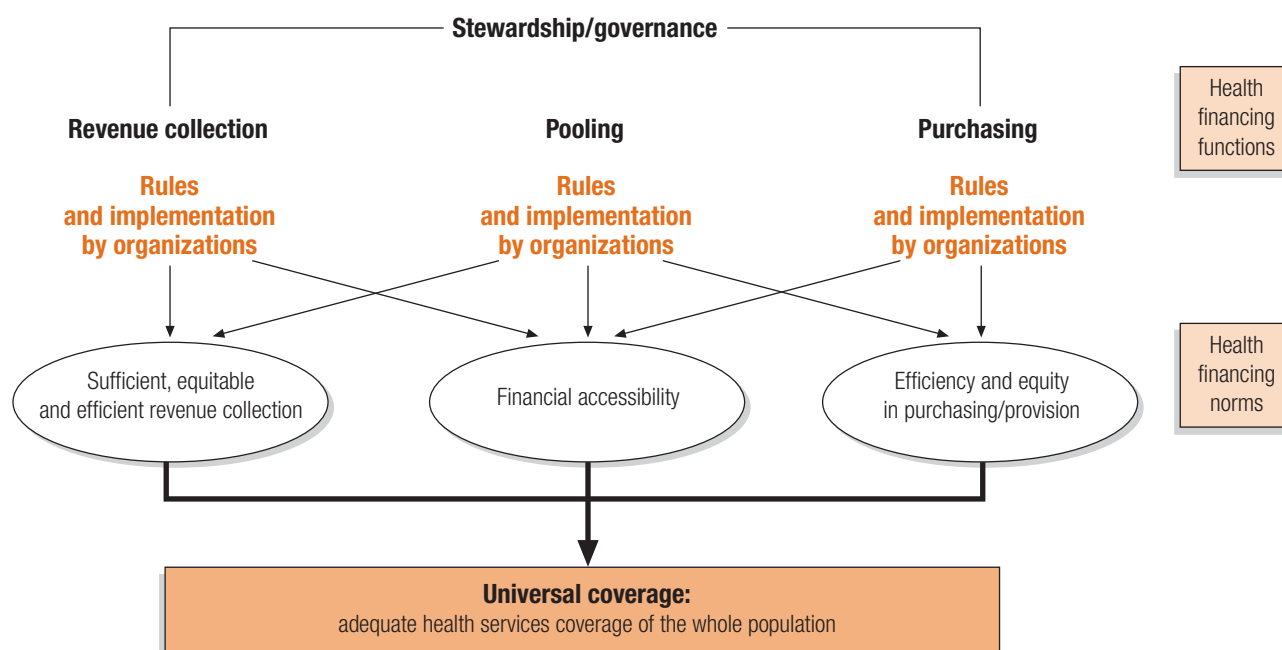 Stewardship/governance
Health
financing
functions
Revenue collection
Pooling
Purchasing
Rules
and implementation
by organizations
Rules
and implementation
by organizations
Rules
and implementation
by organizations
Sufficient, equitable
and efficient revenue collection
Financial accessibility
Efficiency and equity
in purchasing/provision
Health
financing
norms
Universal coverage:
adequate health services coverage of the whole population